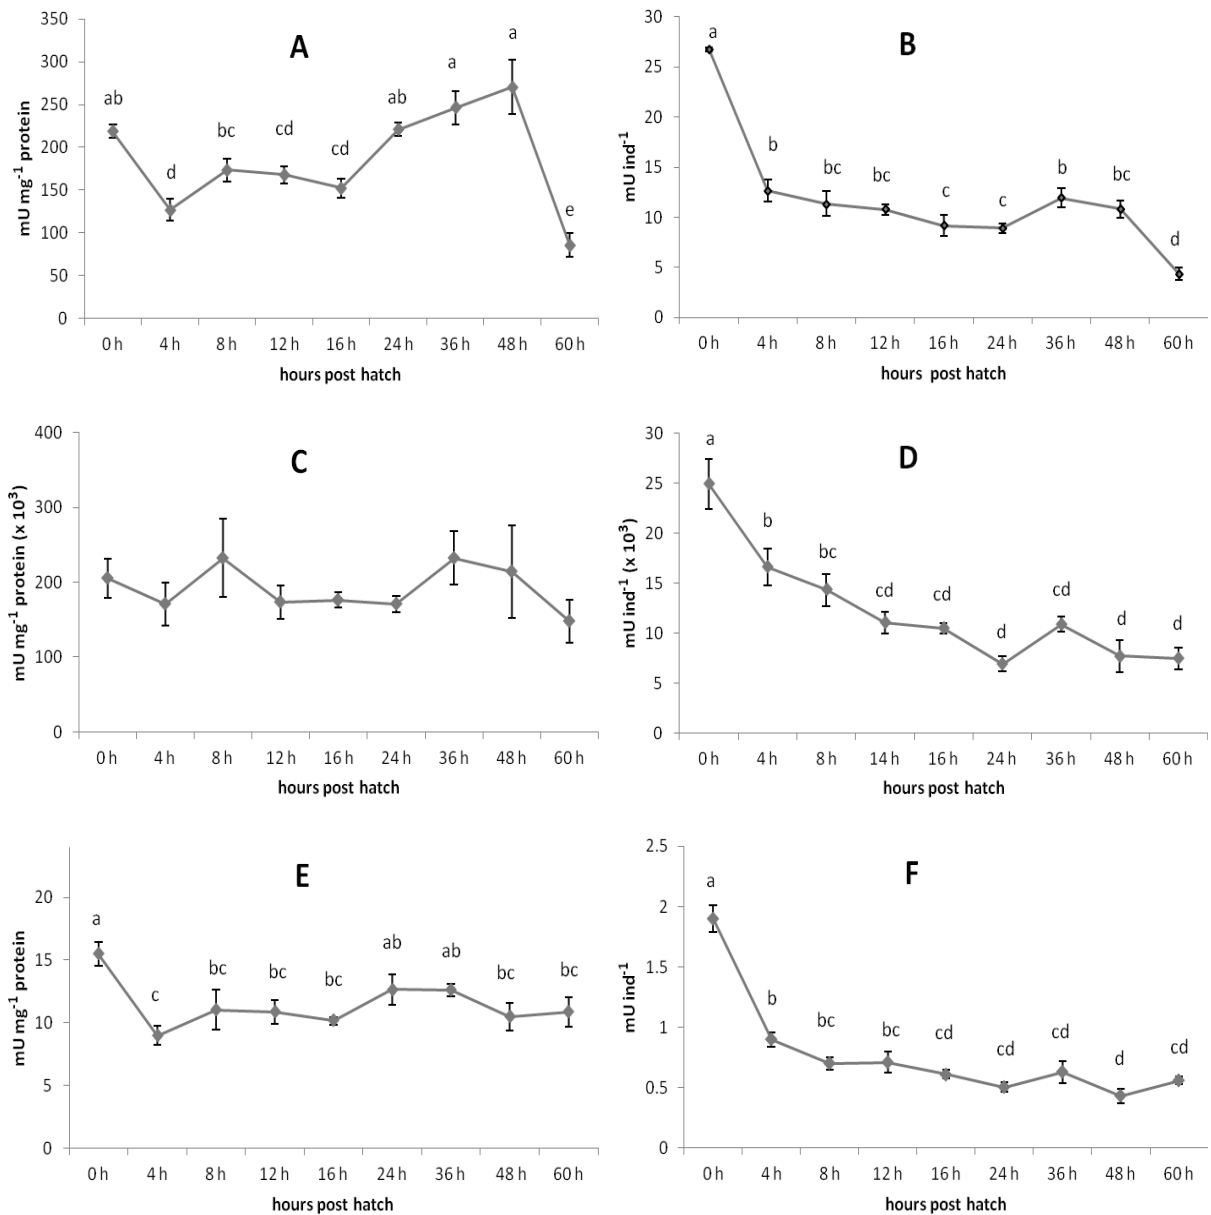 A
mU mg-1 protein
350
300
250
200
150
100
50
0
ab
d
bc
cd
cd
ab
a
a
e
0 h 4 h 8 h 12 h 16 h 24 h 36 h 48 h 60 h
hours post hatch
B
mU ind-1
30
25
20
15
10
5
0
a
b
bc
bc
c
c
b
bc
d
0 h 4 h 8 h 12 h 16 h 24 h 36 h 48 h 60 h
hours post hatch
C
mU mg-1 protein (x 103)
400
300
200
100
0
0 h 4 h 8 h 12 h 16 h 24 h 36 h 48 h 60 h
hours post hatch
D
mU ind-1 (x 103)
30
25
20
15
10
5
0
a
b
bc
cd
cd
d
cd
d
d
0 h 4 h 8 h 14 h 16 h 24 h 36 h 48 h 60 h
hours post hatch
E
mU mg-1 protein
20
15
10
5
0
a
c
bc
bc
bc
ab
ab
bc
bc
0 h 4 h 8 h 12 h 16 h 24 h 36 h 48 h 60 h
hours post hatch
F
mU ind-1
2.5
2
1.5
1
0.5
0
a
b
bc
bc
cd
cd
cd
d
cd
0 h 4 h 8 h 12 h 16 h 24 h 36 h 48 h 60 h
hours post hatch